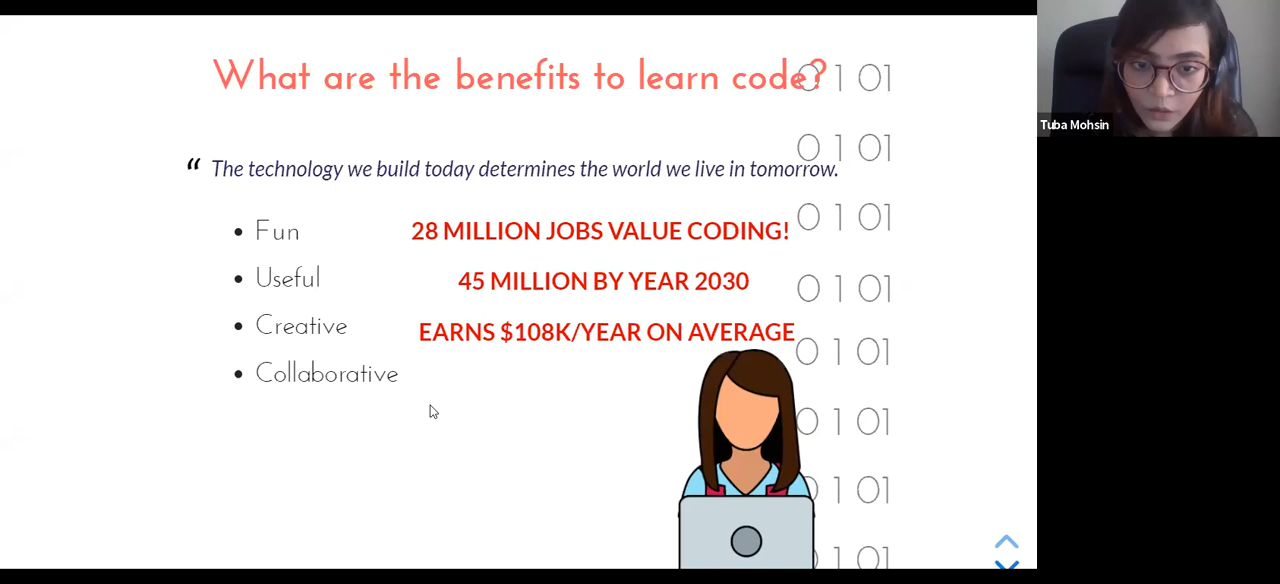 What are the benefits to learn code?
“ The technology we build today determines the world we live in tomorrow.
• Fun
• Useful
• Creative
• Collaborative
28 MILLION JOBS VALUE CODING!
45 MILLION BY YEAR 2030
EARNS $108K/YEAR ON AVERAGE
0 1 01
0 1 01
0 1 01
0 1 01
0 1 01
0 1 01
0 1 01
0 1 01
Tuba Mohsin